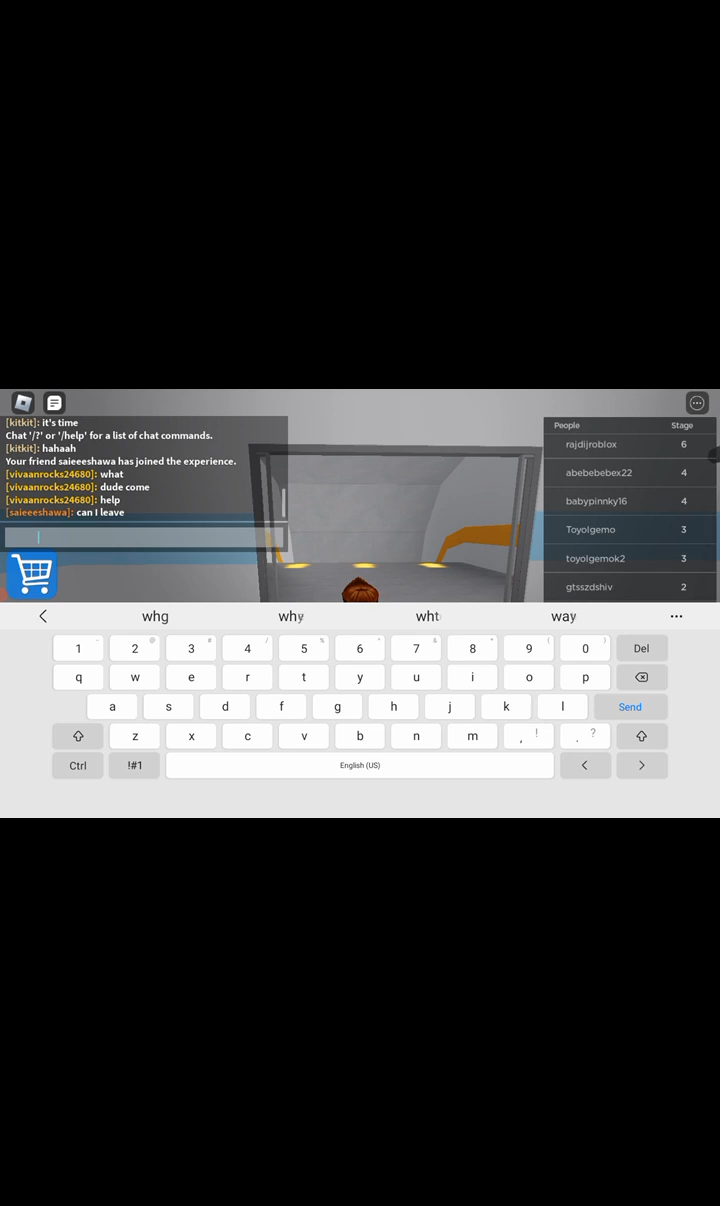 [kitkit]: it's time
Chat '/?' or '/help' for a list of chat commands.
[kitkit]: hahaah
Your friend saieeeshawa has joined the experience.
[vivaanrocks24680]: what
[vivaanrocks24680]: dude come
[vivaanrocks24680]: help
[saieeeshawa]: can I leave
People Stage
rajdijroblox 6
abebebebex22 4
babypinnky16 4
Toyolgemo 3
toyolgemok2 3
gtsszdshiv 2
whg why wht way
1 2 3 4 5 6 7 8 9 0 Del
q w e r t y u i o p
a s d f g h j k l Send
z x c v b n m , ! . ?
Ctrl !#1 English (US) < >